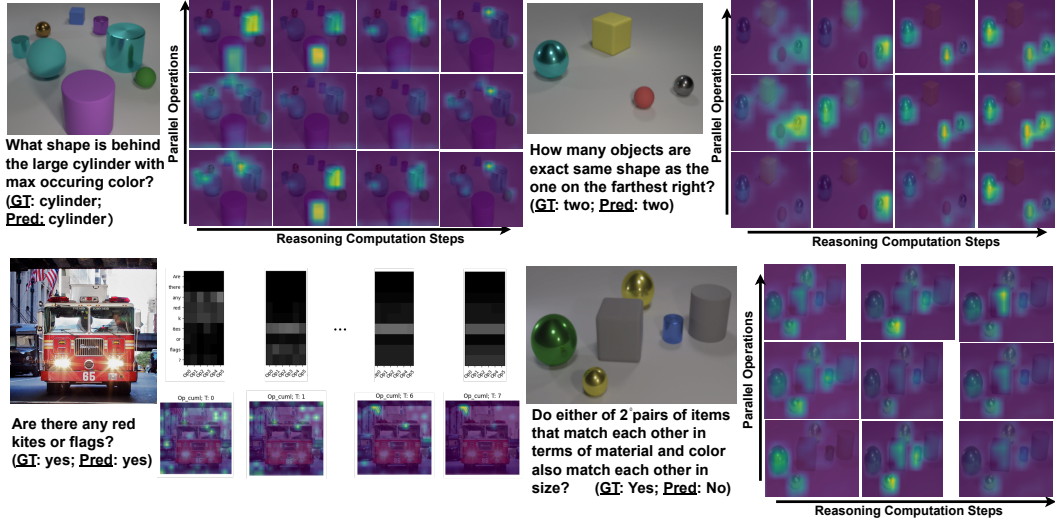 What shape is behind
the large cylinder with
max occuring color?
(GT: cylinder;
Pred: cylinder)
Parallel Operations
Reasoning Computation Steps
How many objects are
exact same shape as the
one on the farthest right?
(GT: two; Pred: two)
Parallel Operations
Reasoning Computation Steps
65
Are there any red
kites or flags?
(GT: yes; Pred: yes)
Are
there
any
red
k
ites
or
flags
?
...
Op_cuml; T: 0
Op_cuml; T: 1
Op_cuml; T: 6
Op_cuml; T: 7
Do either of 2 pairs of items
that match each other in
terms of material and color
also match each other in
size? (GT: Yes; Pred: No)
Parallel Operations
Reasoning Computation Steps